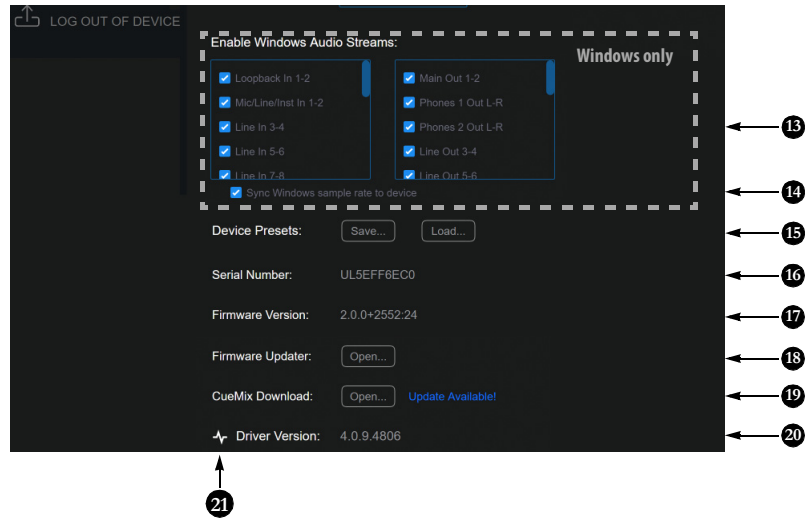 LOG OUT OF DEVICE
Enable Windows Audio Streams:
Windows only
Loopback In 1-2
Main Out 1-2
Mic/Line/Inst In 1-2
Phones 1 Out L-R
Line In 3-4
Phones 2 Out L-R
13
Line In 5-6
Line Out 3-4
Line In 7-8
Line Out 5-6
Sync Windows sample rate to device
14
Device Presets: Save... Load...
15
Serial Number: UL5EFF6EC0
16
Firmware Version: 2.0.0+2552:24
17
Firmware Updater: Open...
18
CueMix Download: Open... Update Available!
19
Driver Version: 4.0.9.4806
20
21